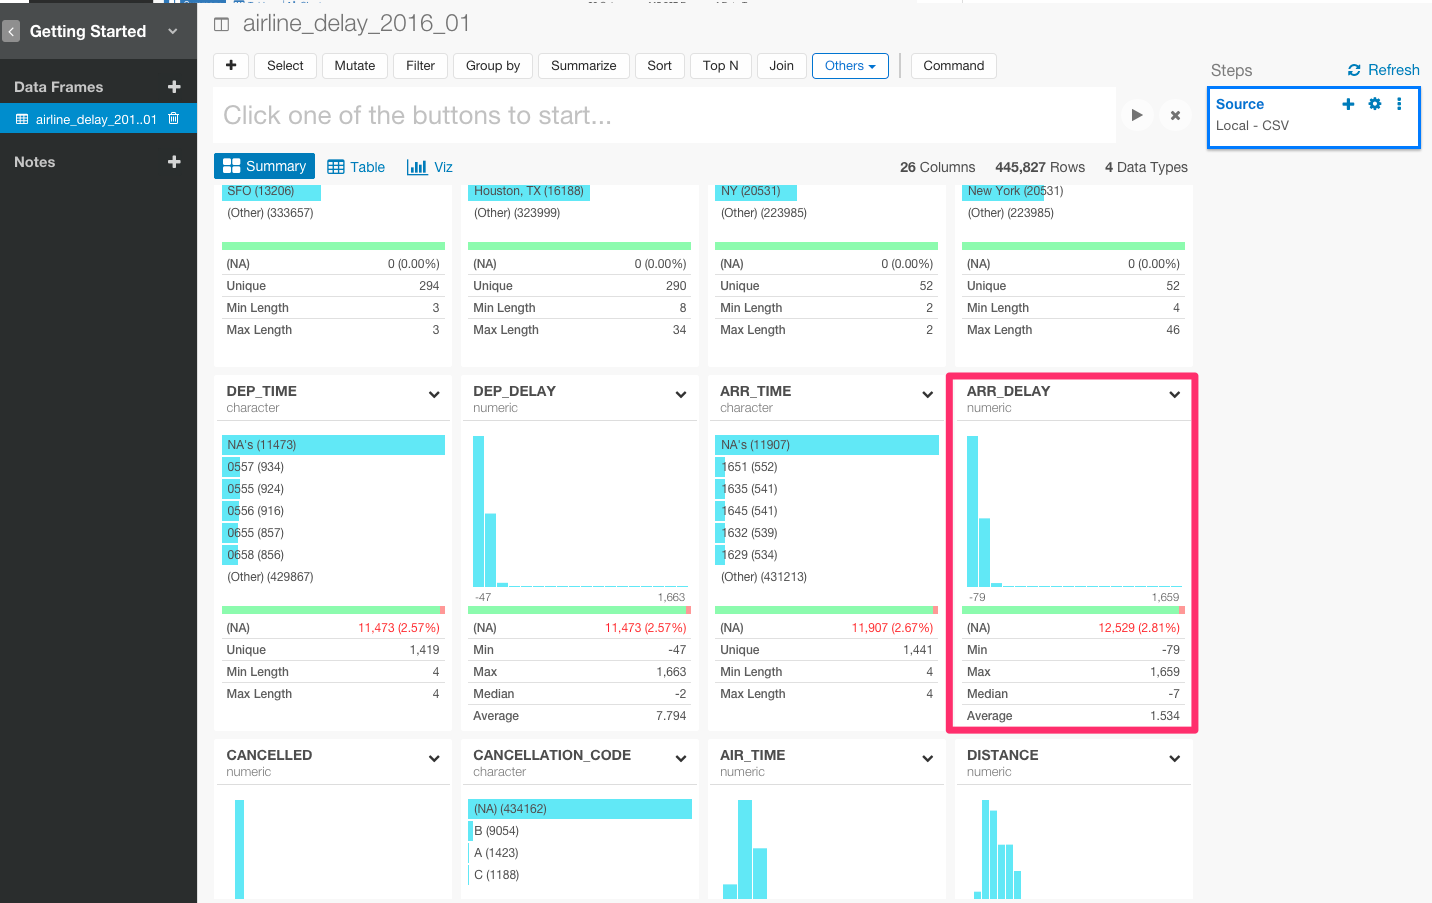 Getting Started
airline_delay_2016_01
+ Select Mutate Filter Group by Summarize Sort Top N Join Others Command
Steps Refresh
Data Frames +
airline_delay_201..01
Click one of the buttons to start...
Source
Local - CSV
Notes +
Summary Table Viz 26 Columns 445,827 Rows 4 Data Types
SFO (13206) Houston, TX (16188) NY (20531) New York (20531)
(Other) (333657) (Other) (323999) (Other) (223985) (Other) (223985)
(NA) 0 (0.00%) (NA) 0 (0.00%) (NA) 0 (0.00%) (NA) 0 (0.00%)
Unique 294 Unique 290 Unique 52 Unique 52
Min Length 3 Min Length 8 Min Length 2 Min Length 4
Max Length 3 Max Length 34 Max Length 2 Max Length 46
DEP_TIME
character
NA's (11473)
0557 (934)
0555 (924)
0556 (916)
0655 (857)
0658 (856)
(Other) (429867)
(NA) 11,473 (2.57%)
Unique 1,419
Min Length 4
Max Length 4
DEP_DELAY
numeric
-47 1,663
(NA) 11,473 (2.57%)
Min -47
Max 1,663
Median -2
Average 7.794
ARR_TIME
character
NA's (11907)
1651 (552)
1635 (541)
1645 (541)
1632 (539)
1629 (534)
(Other) (431213)
(NA) 11,907 (2.67%)
Unique 1,441
Min Length 4
Max Length 4
ARR_DELAY
numeric
-79 1,659
(NA) 12,529 (2.81%)
Min -79
Max 1,659
Median -7
Average 1.534
CANCELLED
numeric
CANCELLATION_CODE
character
(NA) (434162)
B (9054)
A (1423)
C (1188)
AIR_TIME
numeric
DISTANCE
numeric